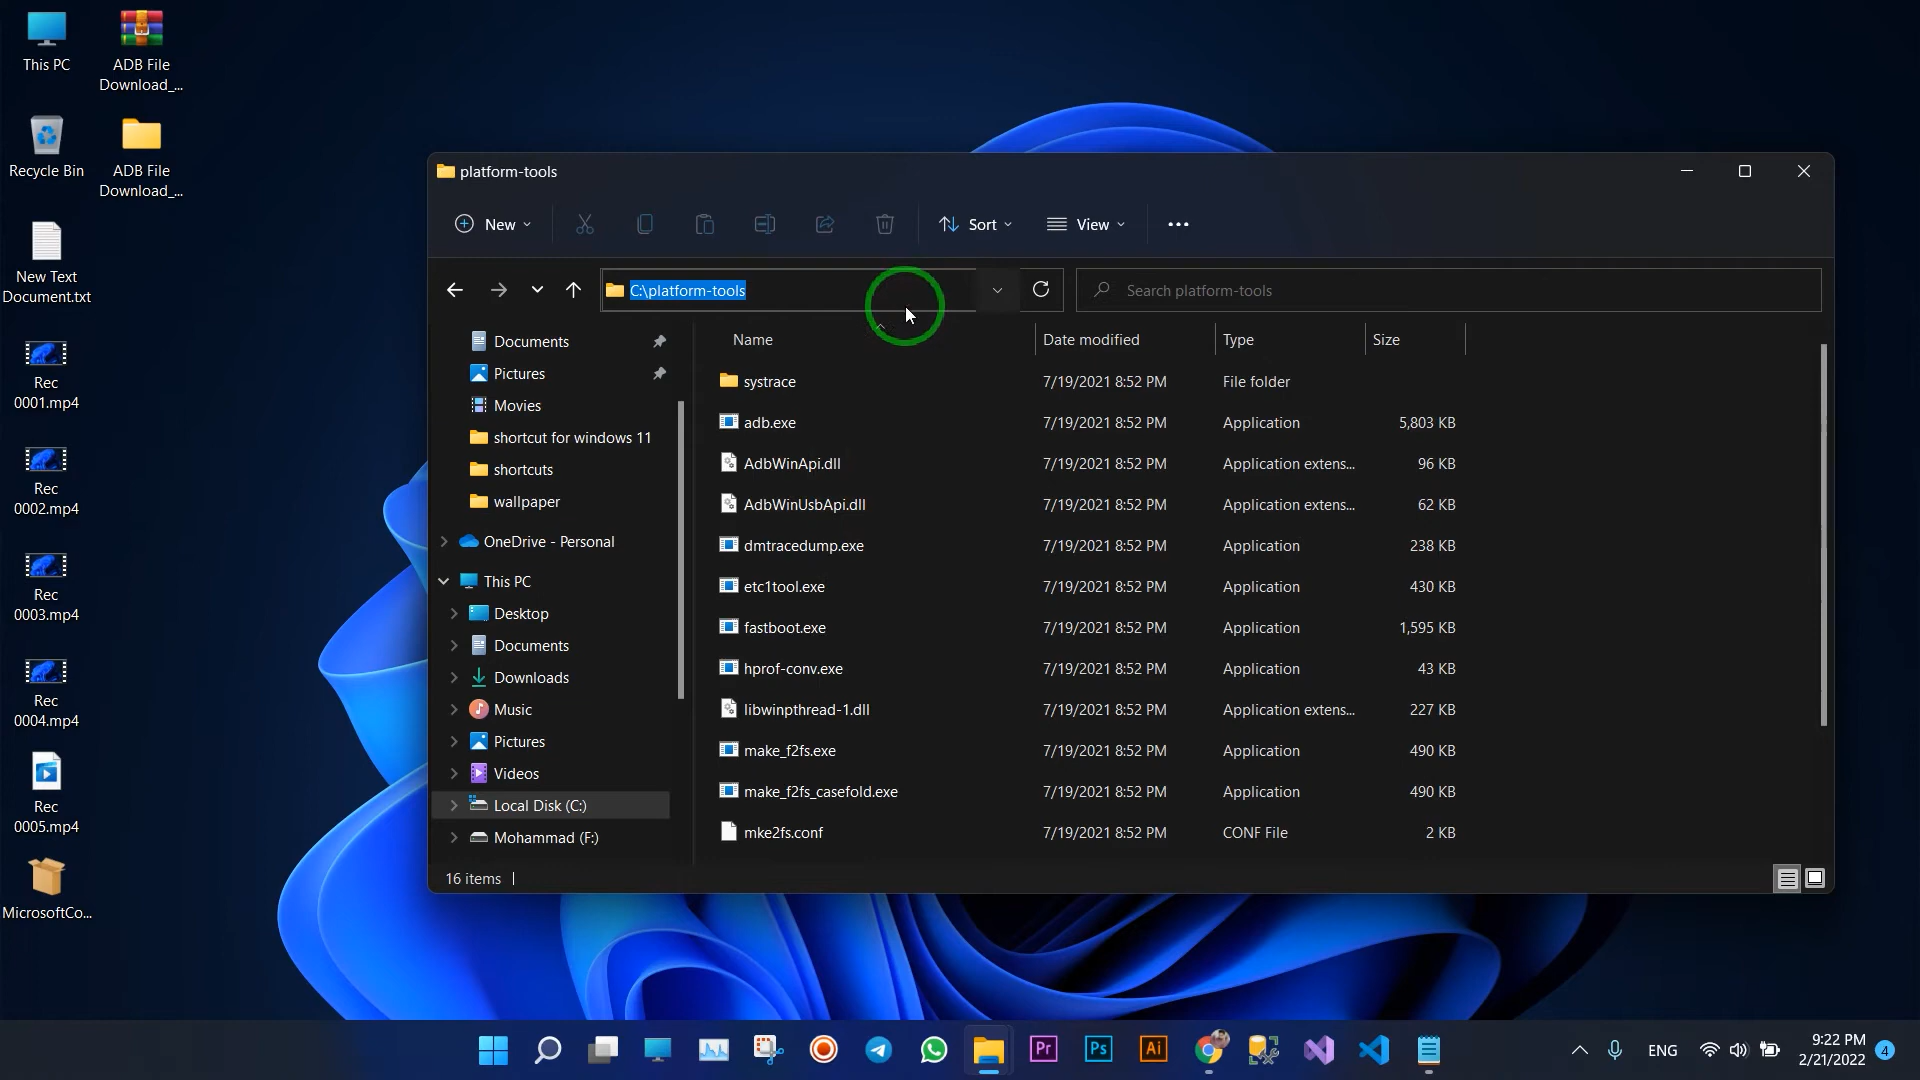 This PC
ADB File
Download_...
Recycle Bin
ADB File
Download_...
New Text
Document.txt
Rec
0001.mp4
Rec
0002.mp4
Rec
0003.mp4
Rec
0004.mp4
Rec
0005.mp4
MicrosoftCo...
platform-tools
New
Sort
View
C:\platform-tools
Search platform-tools
Documents
Pictures
Movies
shortcut for windows 11
shortcuts
wallpaper
OneDrive - Personal
This PC
Desktop
Documents
Downloads
Music
Pictures
Videos
Local Disk (C:)
Mohammad (F:)
Name Date modified Type Size
systrace 7/19/2021 8:52 PM File folder
adb.exe 7/19/2021 8:52 PM Application 5,803 KB
AdbWinApi.dll 7/19/2021 8:52 PM Application extens... 96 KB
AdbWinUsbApi.dll 7/19/2021 8:52 PM Application extens... 62 KB
dmtracedump.exe 7/19/2021 8:52 PM Application 238 KB
etc1tool.exe 7/19/2021 8:52 PM Application 430 KB
fastboot.exe 7/19/2021 8:52 PM Application 1,595 KB
hprof-conv.exe 7/19/2021 8:52 PM Application 43 KB
libwinpthread-1.dll 7/19/2021 8:52 PM Application extens... 227 KB
make_f2fs.exe 7/19/2021 8:52 PM Application 490 KB
make_f2fs_casefold.exe 7/19/2021 8:52 PM Application 490 KB
mke2fs.conf 7/19/2021 8:52 PM CONF File 2 KB
16 items
Pr
Ps
Ai
ENG
9:22 PM
2/21/2022
4